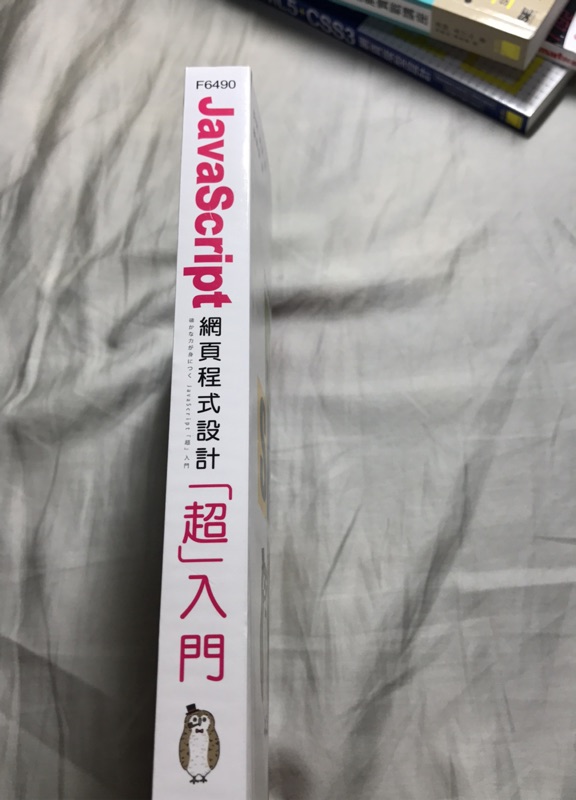 F6490
JavaScript
網頁程式設計
確かな力が身につく JavaScript「超」入門
「超」入門
CSS3